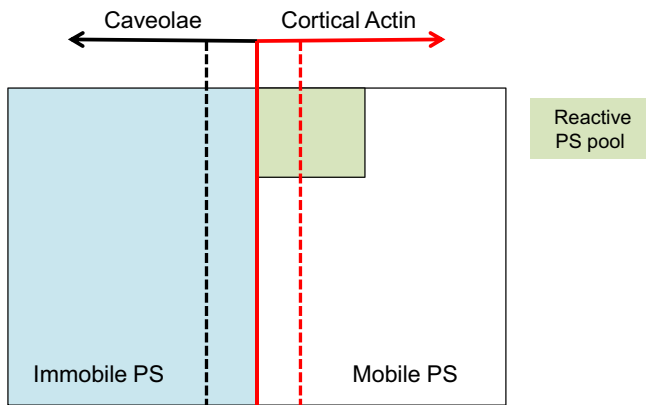 Caveolae
Cortical Actin
Reactive
PS pool
Immobile PS
Mobile PS